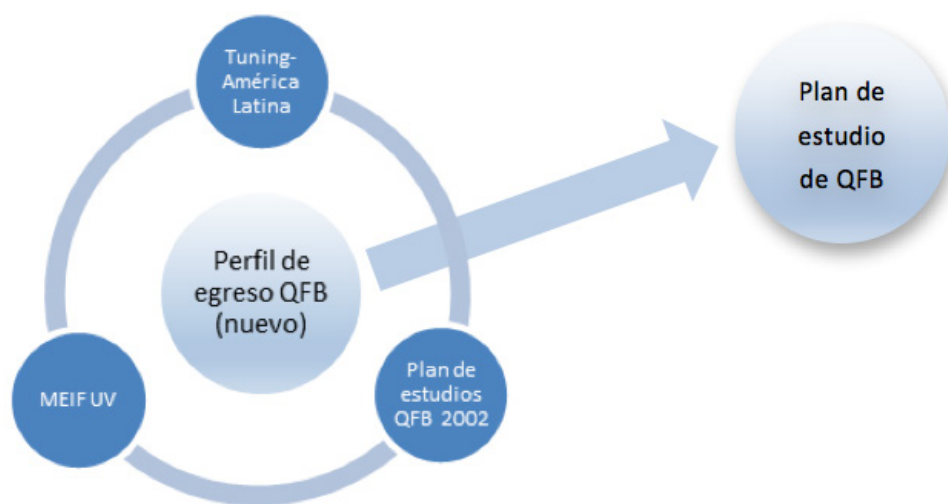 Tuning-
América
Latina
Plan de
estudio
de QFB
Perfil de
egreso QFB
(nuevo)
MEIF UV
Plan de
estudios
QFB 2002